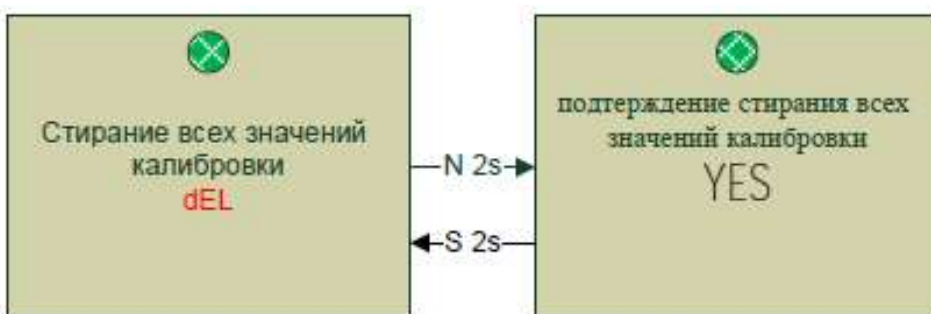 Стирание всех значений
калибровки
dEL
N 2s
S 2s
подтерждение стирания всех
значений калибровки
YES